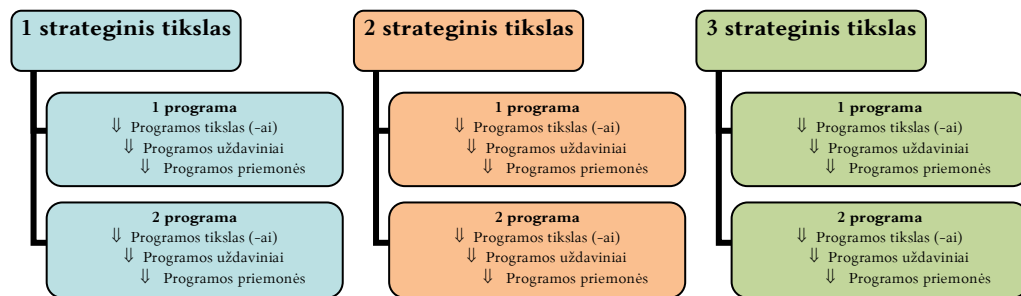 1 strateginis tikslas
1 programa
⇓ Programos tikslas (-ai)
⇓ Programos uždaviniai
⇓ Programos priemonės
2 programa
⇓ Programos tikslas (-ai)
⇓ Programos uždaviniai
⇓ Programos priemonės
2 strateginis tikslas
1 programa
⇓ Programos tikslas (-ai)
⇓ Programos uždaviniai
⇓ Programos priemonės
2 programa
⇓ Programos tikslas (-ai)
⇓ Programos uždaviniai
⇓ Programos priemonės
3 strateginis tikslas
1 programa
⇓ Programos tikslas (-ai)
⇓ Programos uždaviniai
⇓ Programos priemonės
2 programa
⇓ Programos tikslas (-ai)
⇓ Programos uždaviniai
⇓ Programos priemonės